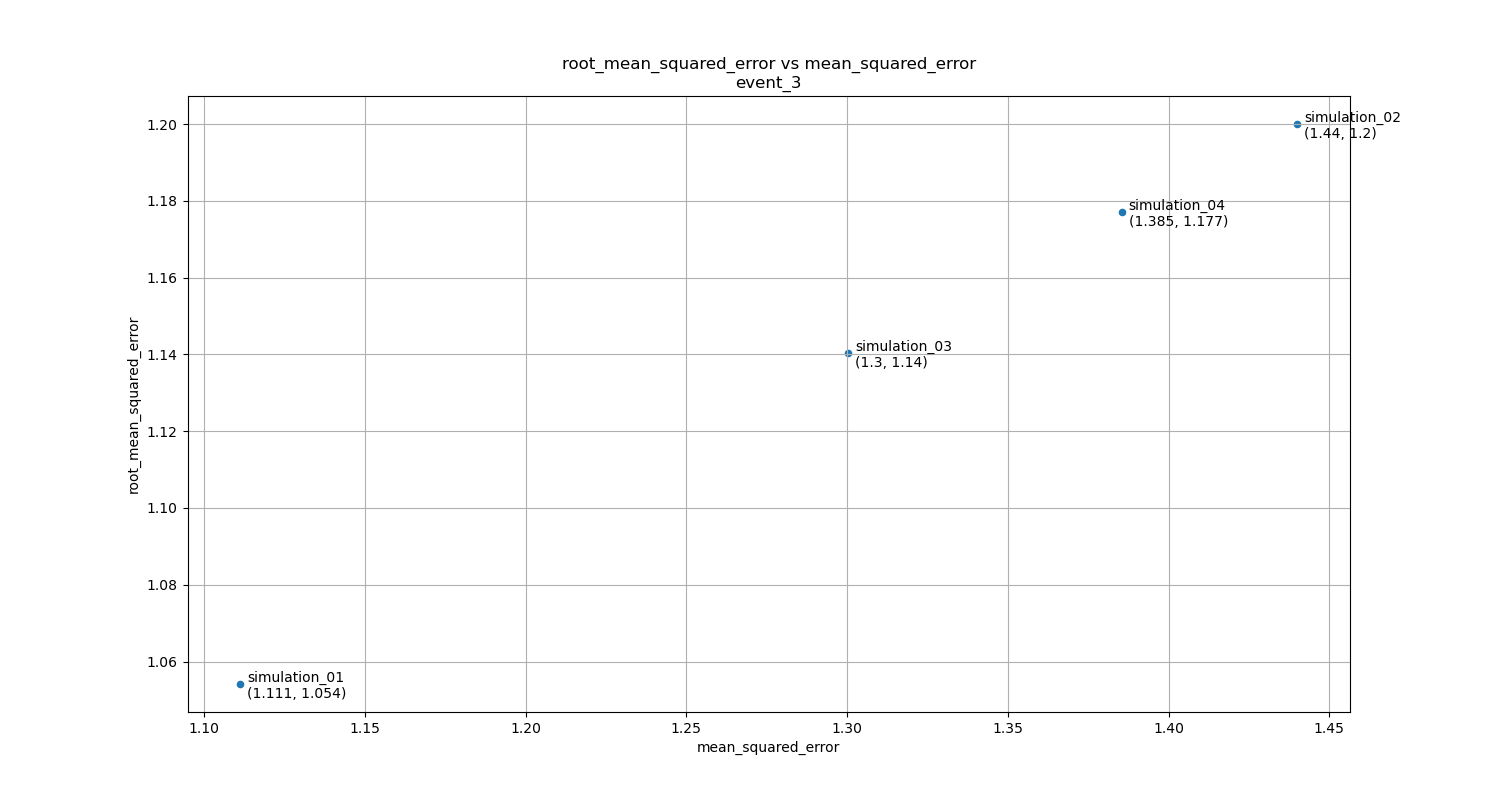 root_mean_squared_error vs mean_squared_error
event_3
root_mean_squared_error
1.20
1.18
1.16
1.14
1.12
1.10
1.08
1.06
simulation_02
(1.44, 1.2)
simulation_04
(1.385, 1.177)
simulation_03
(1.3, 1.14)
simulation_01
(1.111, 1.054)
1.10
1.15
1.20
1.25
1.30
1.35
1.40
1.45
mean_squared_error